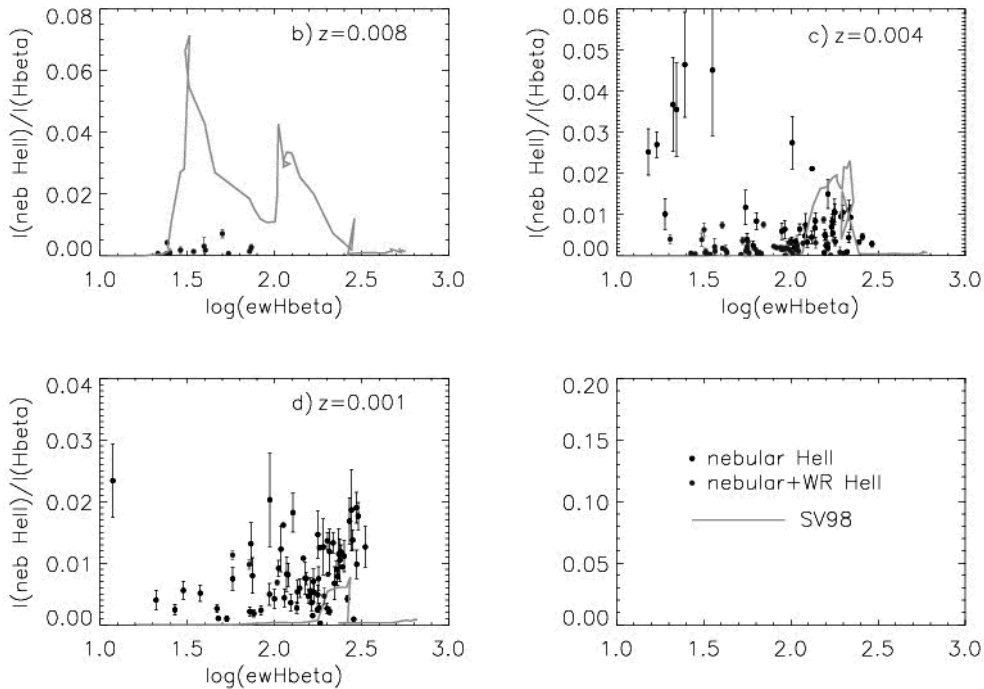 b) z=0.008
I(neb HeII)/I(Hbeta)
0.08
0.06
0.04
0.02
0.00
1.0 1.5 2.0 2.5 3.0
log(ewHbeta)
c) z=0.004
I(neb HeII)/I(Hbeta)
0.06
0.05
0.04
0.03
0.02
0.01
0.00
1.0 1.5 2.0 2.5 3.0
log(ewHbeta)
d) z=0.001
I(neb HeII)/I(Hbeta)
0.04
0.03
0.02
0.01
0.00
1.0 1.5 2.0 2.5 3.0
log(ewHbeta)
0.20
0.15
0.10
0.05
0.00
nebular HeII
nebular+WR HeII
SV98
1.0 1.5 2.0 2.5 3.0